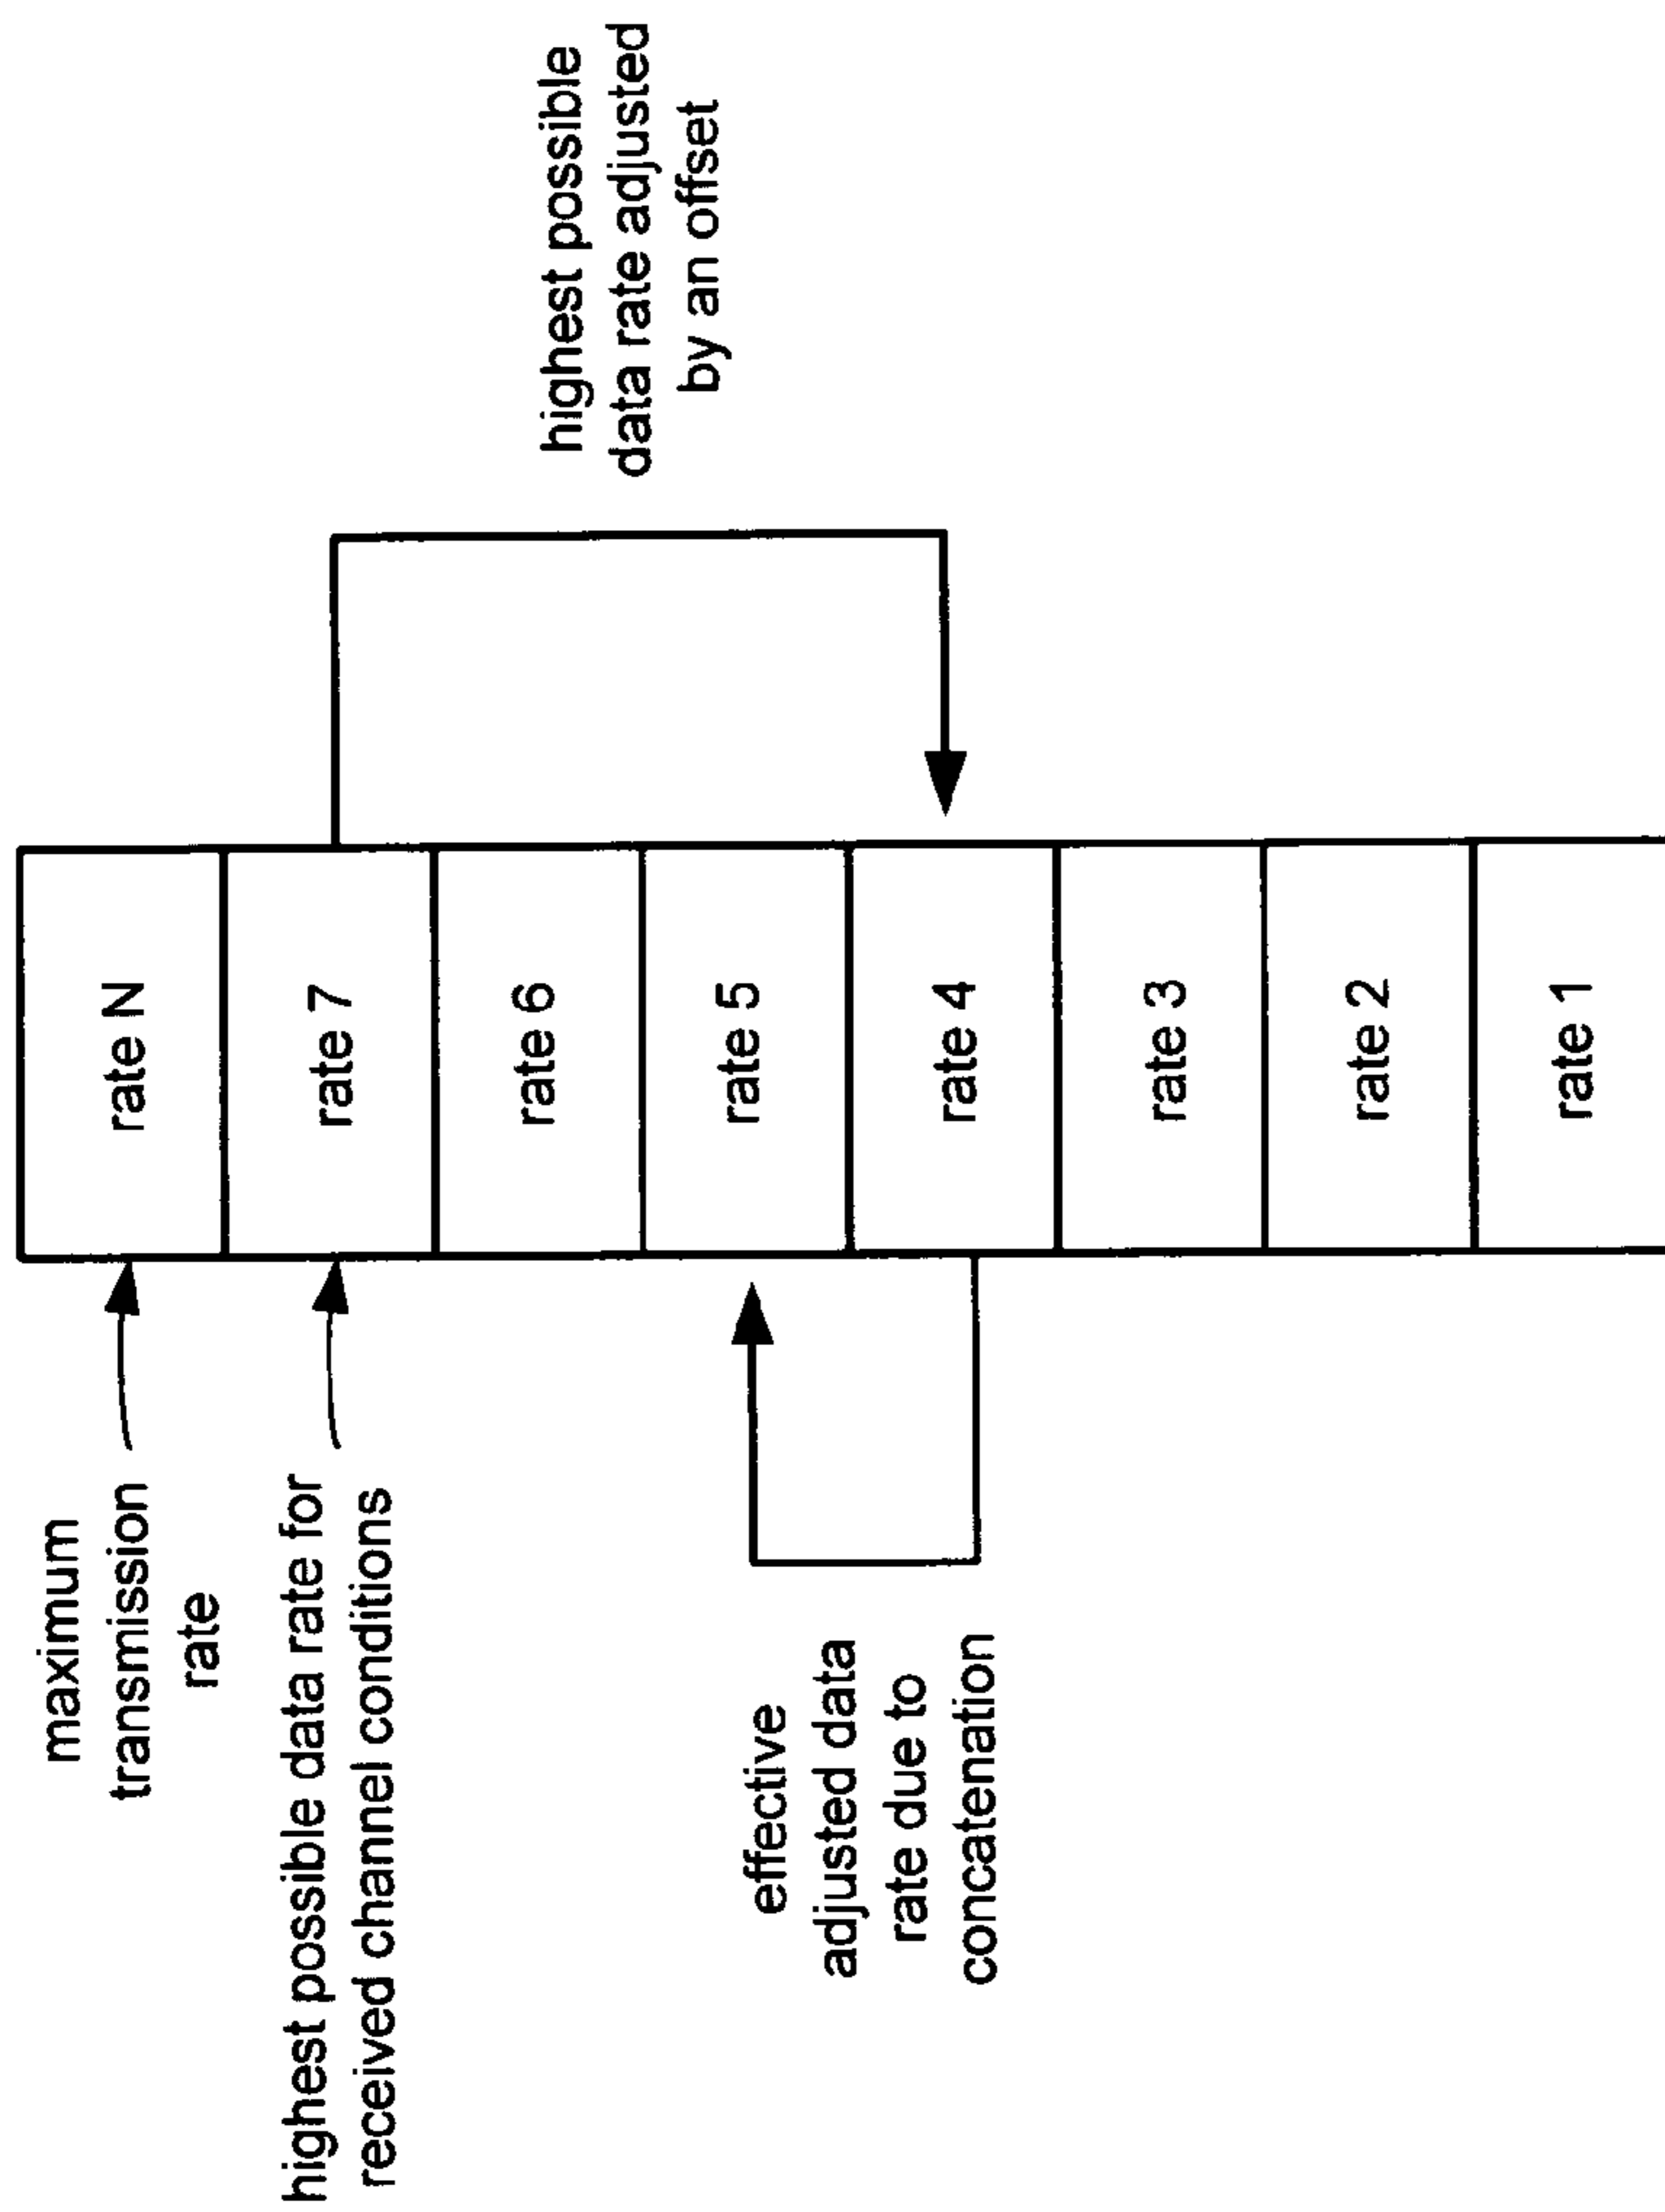 maximum
transmission
rate
highest possible data rate for
received channel conditions
effective
adjusted data
rate due to
concatenation
rate N
rate 7
rate 6
rate 5
rate 4
rate 3
rate 2
rate 1
highest possible
data rate adjusted
by an offset